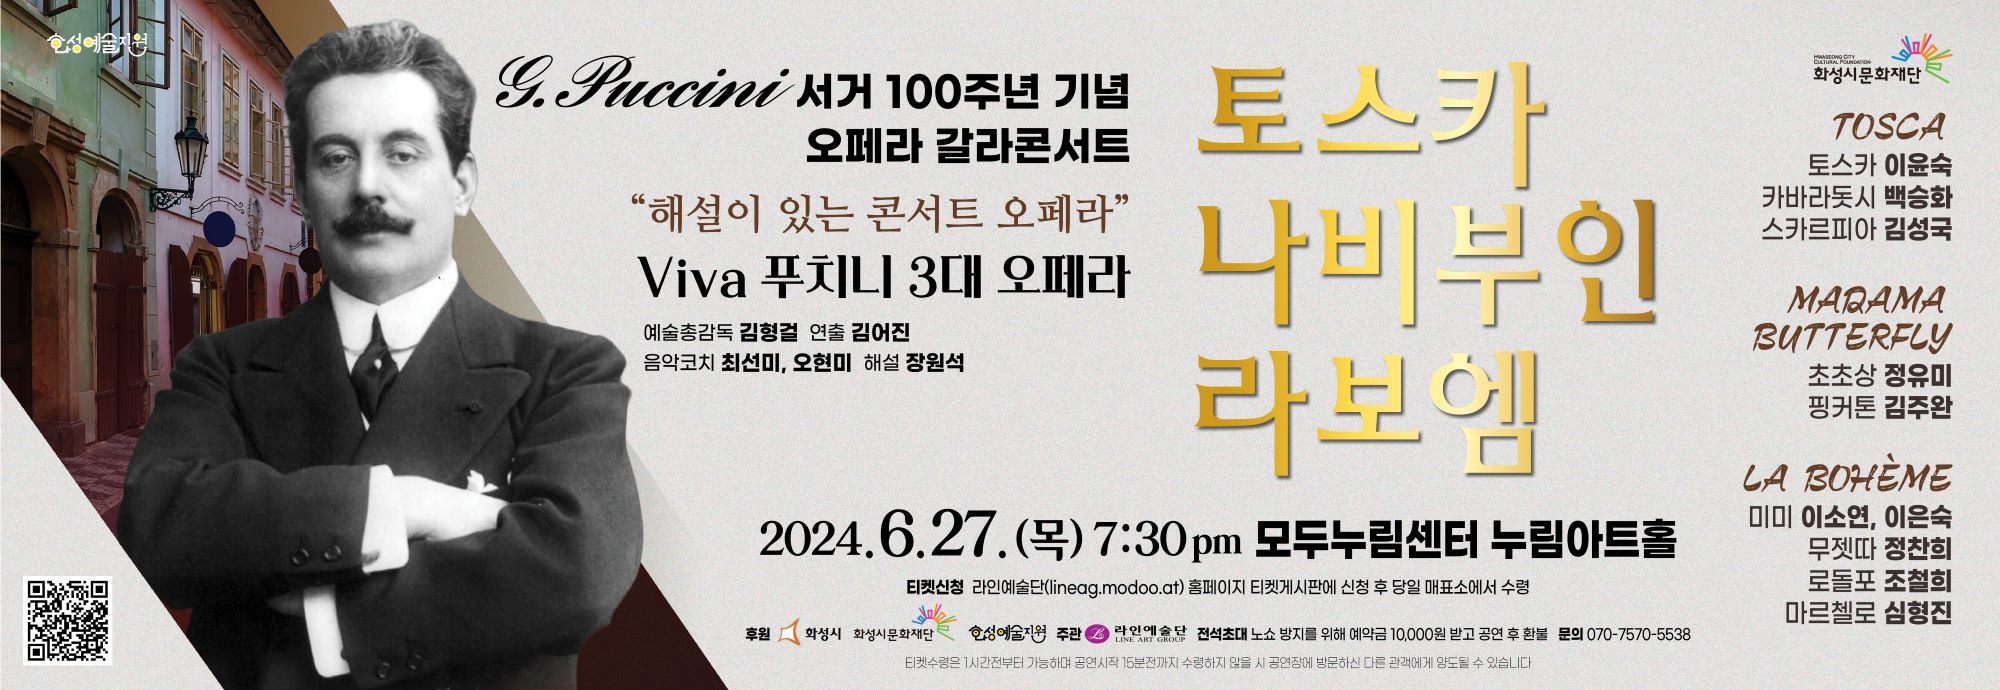 화성예술지원
G. Puccini 서거 100주년 기념
오페라 갈라콘서트
“해설이 있는 콘서트 오페라”
Viva 푸치니 3대 오페라
예술총감독 김형걸 연출 김어진
음악코치 최선미, 오현미 해설 장원석
토스카
나비부인
라보엠
2024.6.27.(목) 7:30pm 모두누림센터 누림아트홀
티켓신청 라인예술단(lineag.modoo.at) 홈페이지 티켓게시판에 신청 후 당일 매표소에서 수령
후원 화성시 화성시문화재단 화성예술지원 주관 라인예술단 LINE ART GROUP 전석초대 노쇼 방지를 위해 예약금 10,000원 받고 공연 후 환불 문의 070-7570-5538
티켓수령은 1시간전부터 가능하며 공연시작 15분전까지 수령하지 않을 시 공연장에 방문하신 다른 관객에게 양도될 수 있습니다
HWASEONG CITY
CULTURAL FOUNDATION
화성시문화재단
TOSCA
토스카 이윤숙
카바라돗시 백승화
스카르피아 김성국
MADAMA
BUTTERFLY
초초상 정유미
핑커톤 김주완
LA BOHÈME
미미 이소연, 이은숙
무젯따 정찬희
로돌포 조철희
마르첼로 심형진